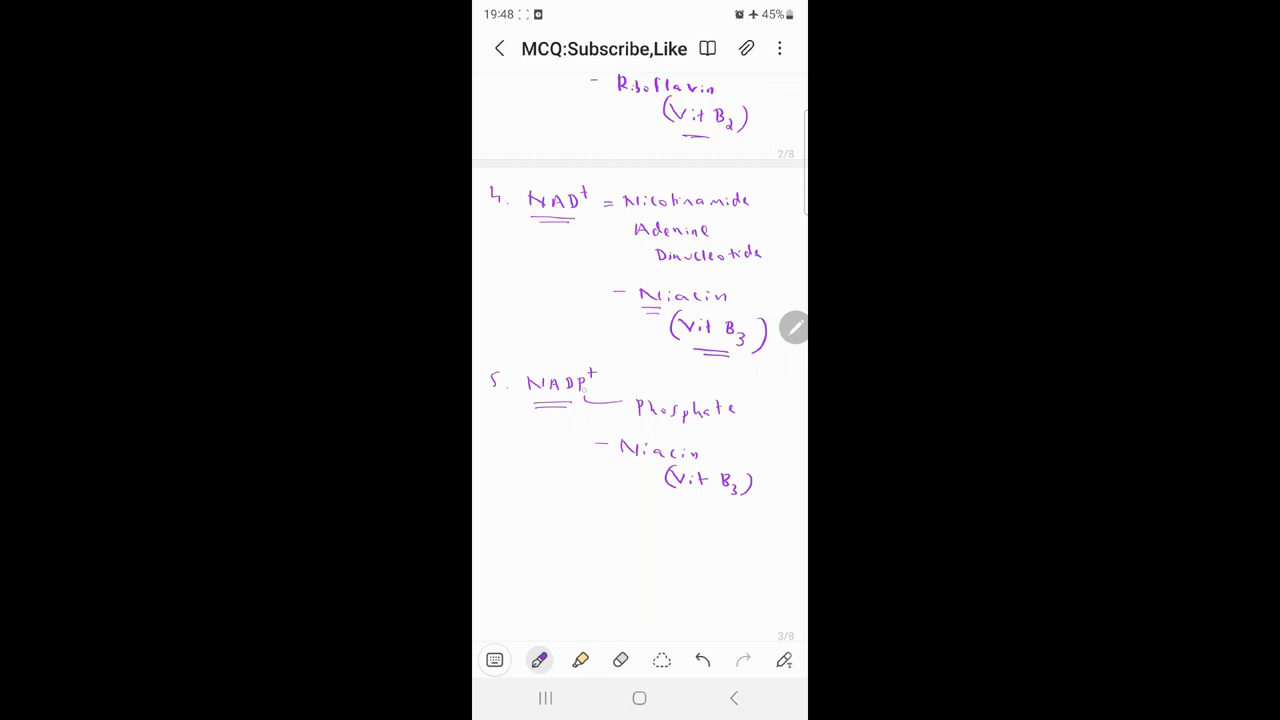 19:48 45%
MCQ:Subscribe,Like
- Riboflavin
(Vit B2)
2/8
4. NAD+ = Nicotinamide
Adenine
Dinucleotide
- Niacin
(Vit B3)
5. NADP+
Phosphate
- Niacin
(Vit B3)
3/8